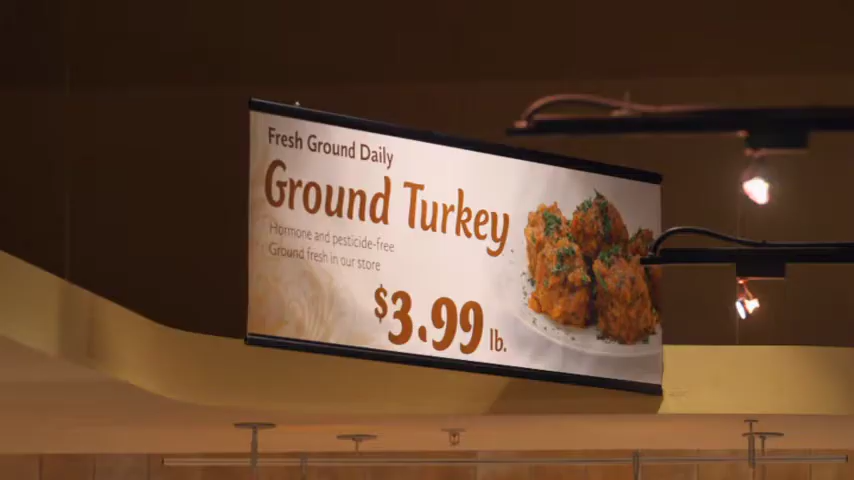 Fresh Ground Daily
Ground Turkey
Hormone and pesticide-free
Ground fresh in our store
$3.99 lb.